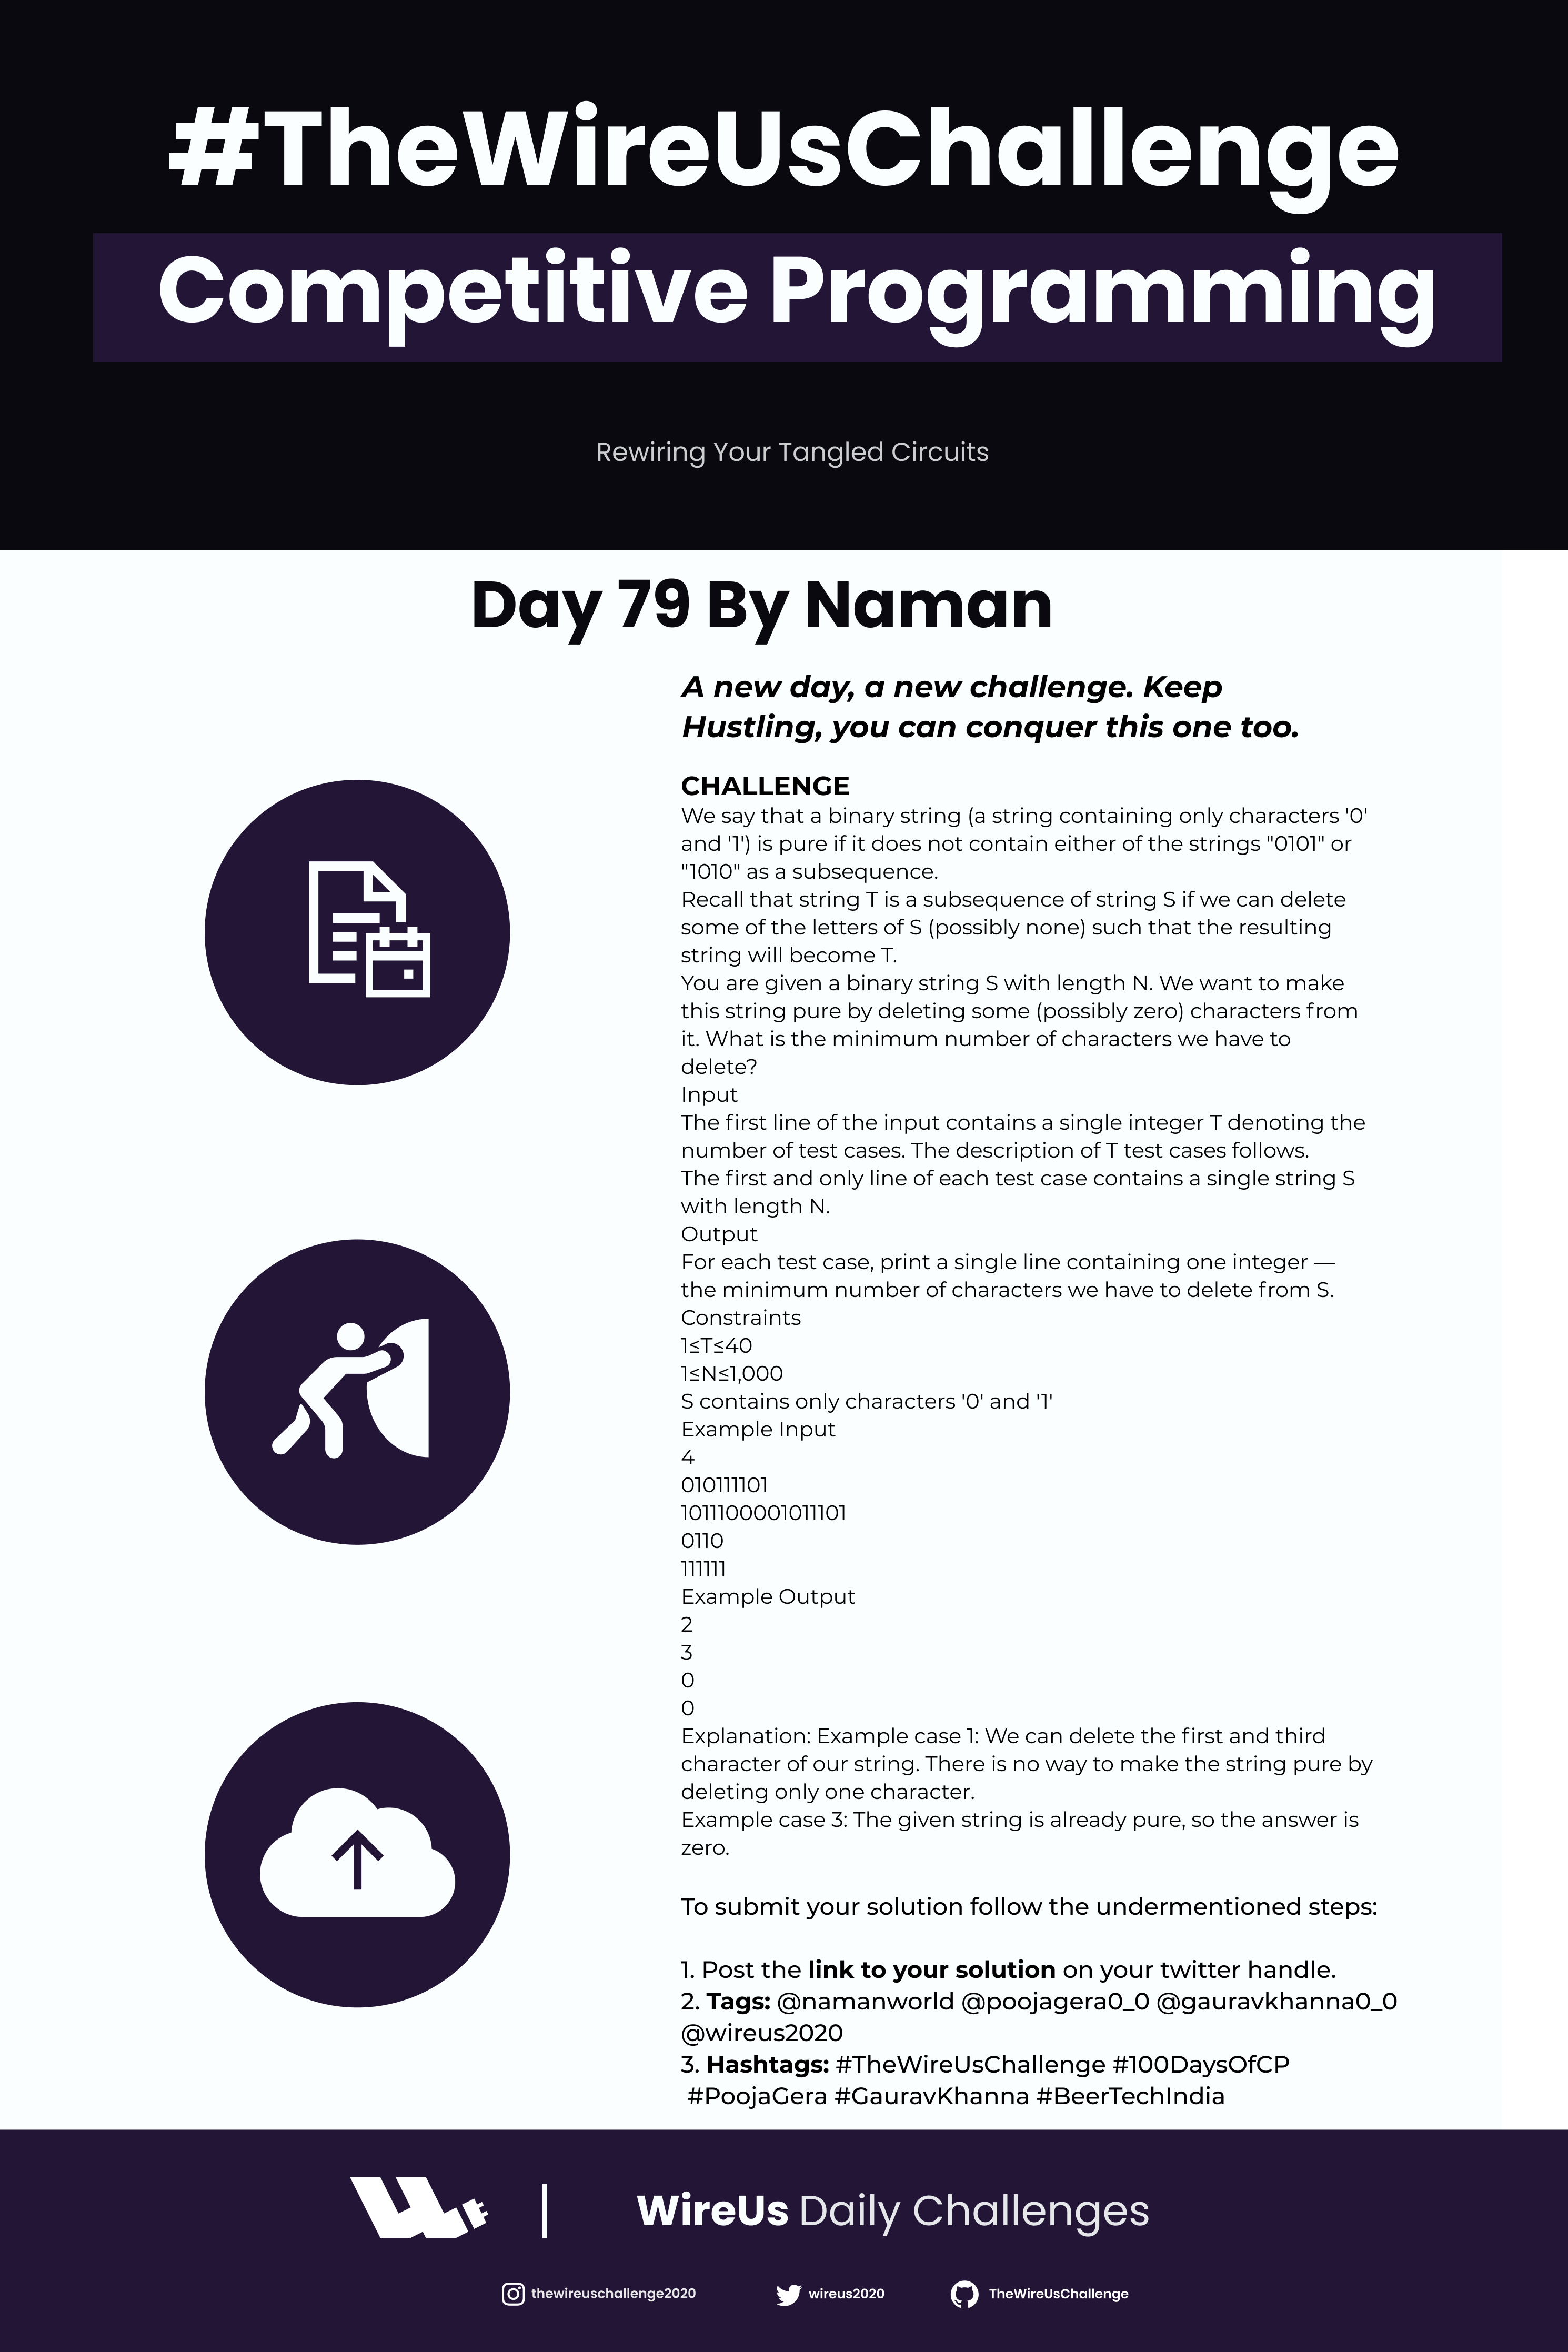 #TheWireUsChallenge
Competitive Programming
Rewiring Your Tangled Circuits
Day 79 By Naman
A new day, a new challenge. Keep
Hustling, you can conquer this one too.
CHALLENGE
We say that a binary string (a string containing only characters '0'
and '1') is pure if it does not contain either of the strings "0101" or
"1010" as a subsequence.
Recall that string T is a subsequence of string S if we can delete
some of the letters of S (possibly none) such that the resulting
string will become T.
You are given a binary string S with length N. We want to make
this string pure by deleting some (possibly zero) characters from
it. What is the minimum number of characters we have to
delete?
Input
The first line of the input contains a single integer T denoting the
number of test cases. The description of T test cases follows.
The first and only line of each test case contains a single string S
with length N.
Output
For each test case, print a single line containing one integer —
the minimum number of characters we have to delete from S.
Constraints
1≤T≤40
1≤N≤1,000
S contains only characters '0' and '1'
Example Input
4
010111101
1011100001011101
0110
111111
Example Output
2
3
0
0
Explanation: Example case 1: We can delete the first and third
character of our string. There is no way to make the string pure by
deleting only one character.
Example case 3: The given string is already pure, so the answer is
zero.
To submit your solution follow the undermentioned steps:
1. Post the link to your solution on your twitter handle.
2. Tags: @namanworld @poojagera0_0 @gauravkhanna0_0
@wireus2020
3. Hashtags: #TheWireUsChallenge #100DaysOfCP
#PoojaGera #GauravKhanna #BeerTechIndia
WireUs Daily Challenges
thewireuschallenge2020
wireus2020
TheWireUsChallenge